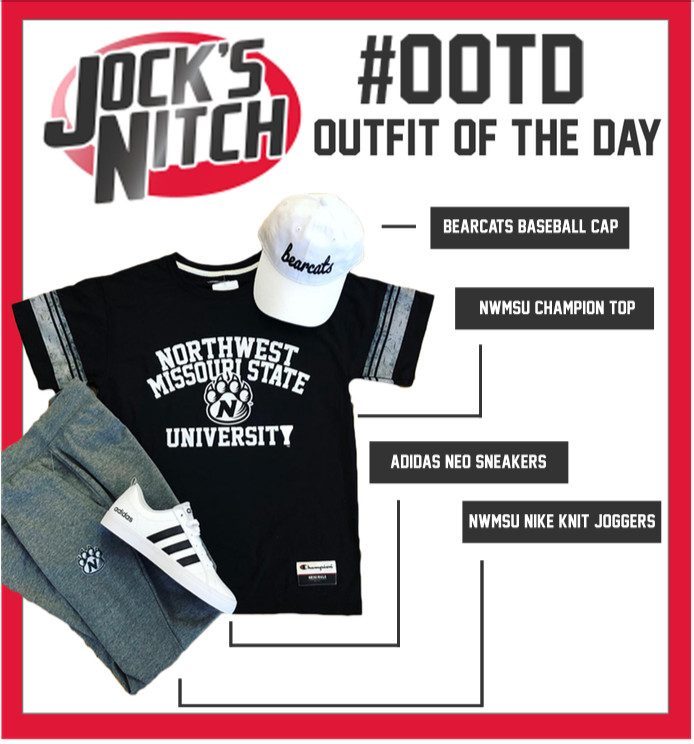 JOCK'S
NITCH
#OOTD
OUTFIT OF THE DAY
BEARCATS BASEBALL CAP
bearcats
NWMSU CHAMPION TOP
NORTHWEST
MISSOURI STATE
N
UNIVERSITY
ADIDAS NEO SNEAKERS
adidas
NWMSU NIKE KNIT JOGGERS
N
Champion